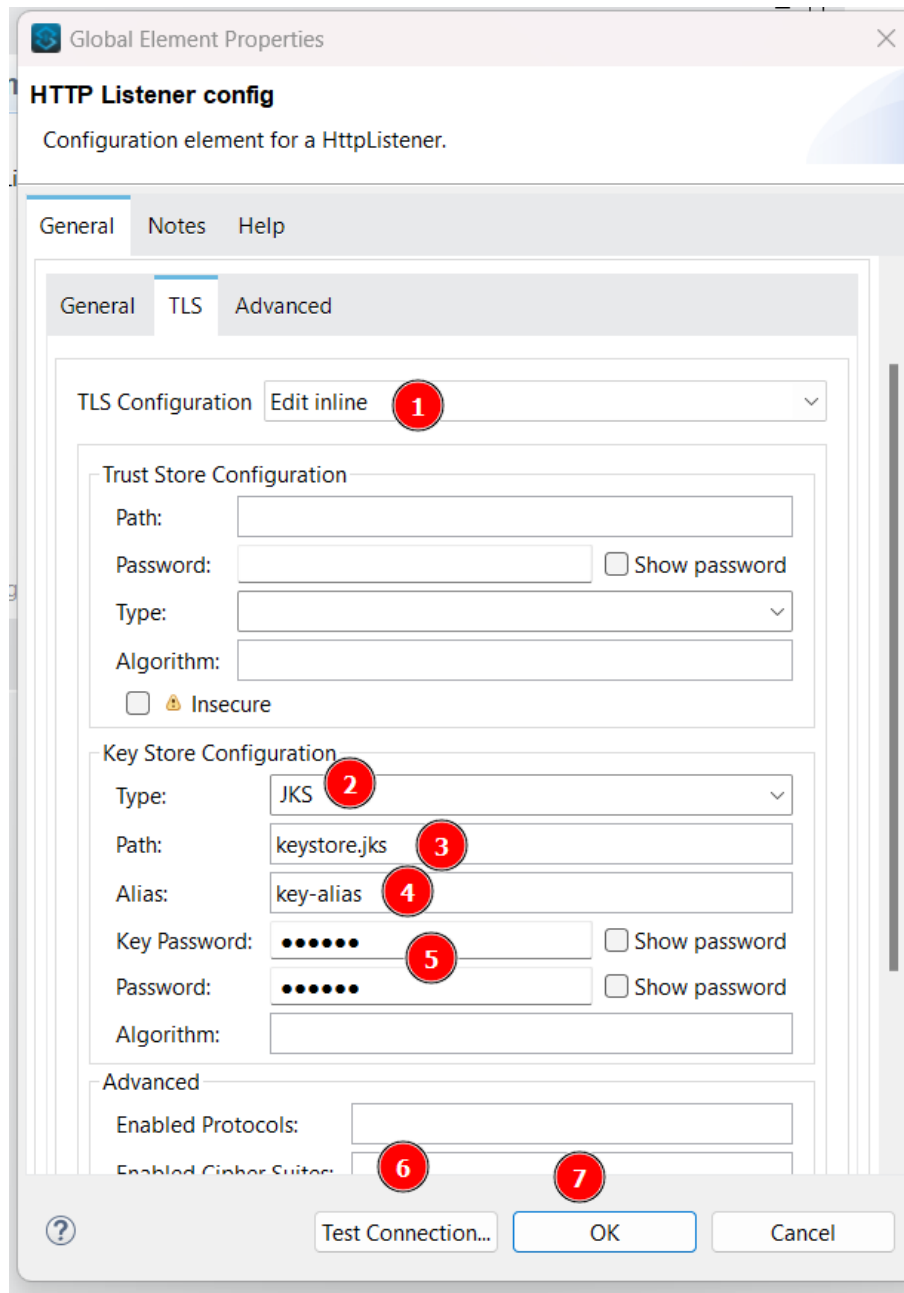 Global Element Properties
HTTP Listener config
Configuration element for a HttpListener.
General Notes Help
General TLS Advanced
TLS Configuration Edit inline 1
Trust Store Configuration
Path:
Password: Show password
Type:
Algorithm:
Insecure
Key Store Configuration
2
Type: JKS
Path: keystore.jks 3
Alias: key-alias 4
Key Password: •••••• Show password
5
Password: •••••• Show password
Algorithm:
Advanced
Enabled Protocols:
Enabled Cipher Suites: 6
7
? Test Connection... OK Cancel